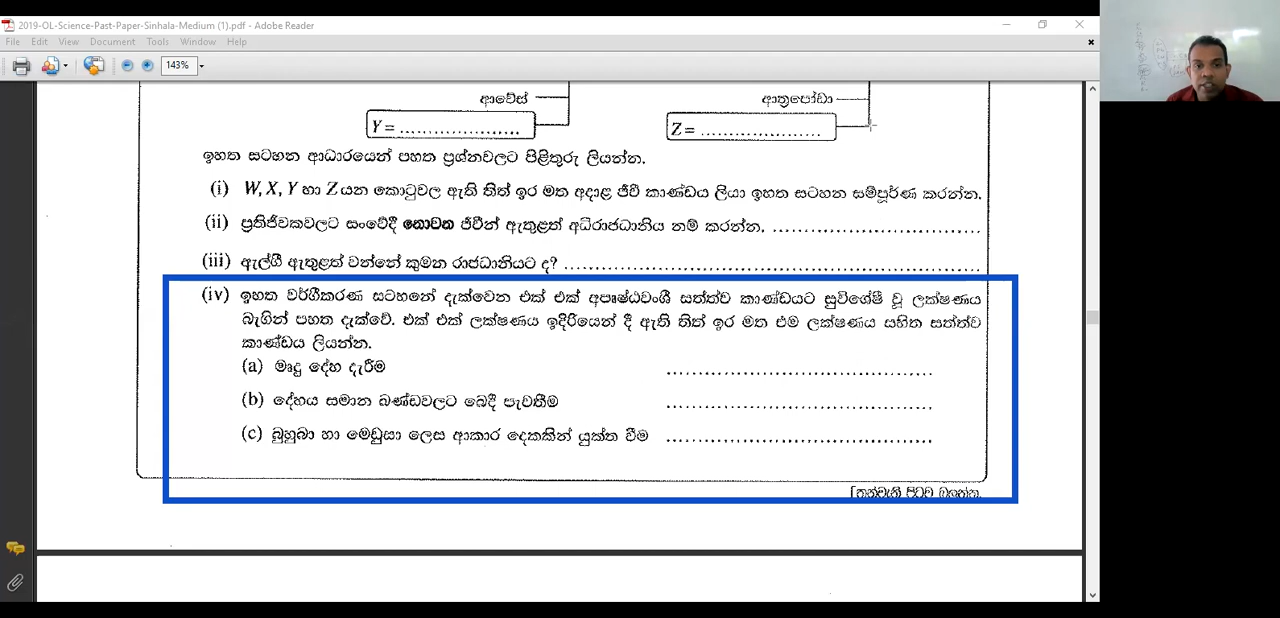 2019-OL-Science-Past-Paper-Sinhala-Medium (1).pdf - Adobe Reader
File Edit View Document Tools Window Help
143%
ආවේස් ආත්‍රපෝඩා
Y = ..................... Z = .....................
ඉහත සටහන ආධාරයෙන් පහත ප්‍රශ්නවලට පිළිතුරු ලියන්න.
(i) W, X, Y හා Z යන කොටුවල ඇති තිත් ඉර මත අදාළ ජීවී කාණ්ඩය ලියා ඉහත සටහන සම්පූර්ණ කරන්න.
(ii) ප්‍රතිජීවකවලට සංවේදී නොවන ජීවීන් ඇතුළත් අධිරාජධානිය නම් කරන්න. ....................................
(iii) ඇල්ගී ඇතුළත් වන්නේ කුමන රාජධානියට ද? ....................................
(iv) ඉහත වර්ගීකරණ සටහනේ දැක්වෙන එක් එක් අපෘෂ්ඨවංශී සත්ත්ව කාණ්ඩයට සුවිශේෂී වූ ලක්ෂණය
බැගින් පහත දැක්වේ. එක් එක් ලක්ෂණය ඉදිරියෙන් දී ඇති තිත් ඉර මත එම ලක්ෂණය සහිත සත්ත්ව
කාණ්ඩය ලියන්න.
(a) මෘදු දේහ දැරීම ....................................
(b) දේහය සමාන ඛණ්ඩවලට බෙදී පැවතීම ....................................
(c) බුහුබා හා මෙඩුසා ලෙස ආකාර දෙකකින් යුක්ත වීම ....................................